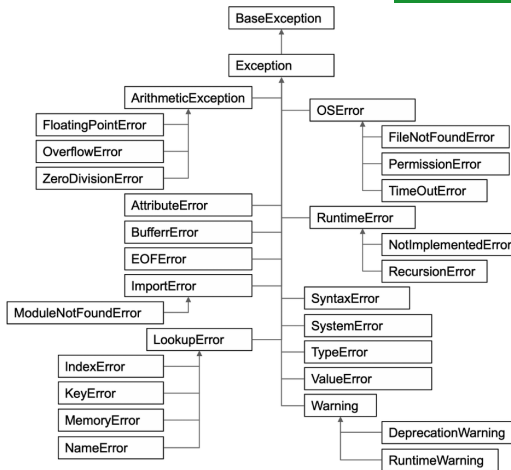 BaseException
Exception
ArithmeticException
FloatingPointError
OverflowError
ZeroDivisionError
AttributeError
BufferrError
EOFError
ImportError
ModuleNotFoundError
LookupError
IndexError
KeyError
MemoryError
NameError
OSError
FileNotFoundError
PermissionError
TimeOutError
RuntimeError
NotImplementedError
RecursionError
SyntaxError
SystemError
TypeError
ValueError
Warning
DeprecationWarning
RuntimeWarning